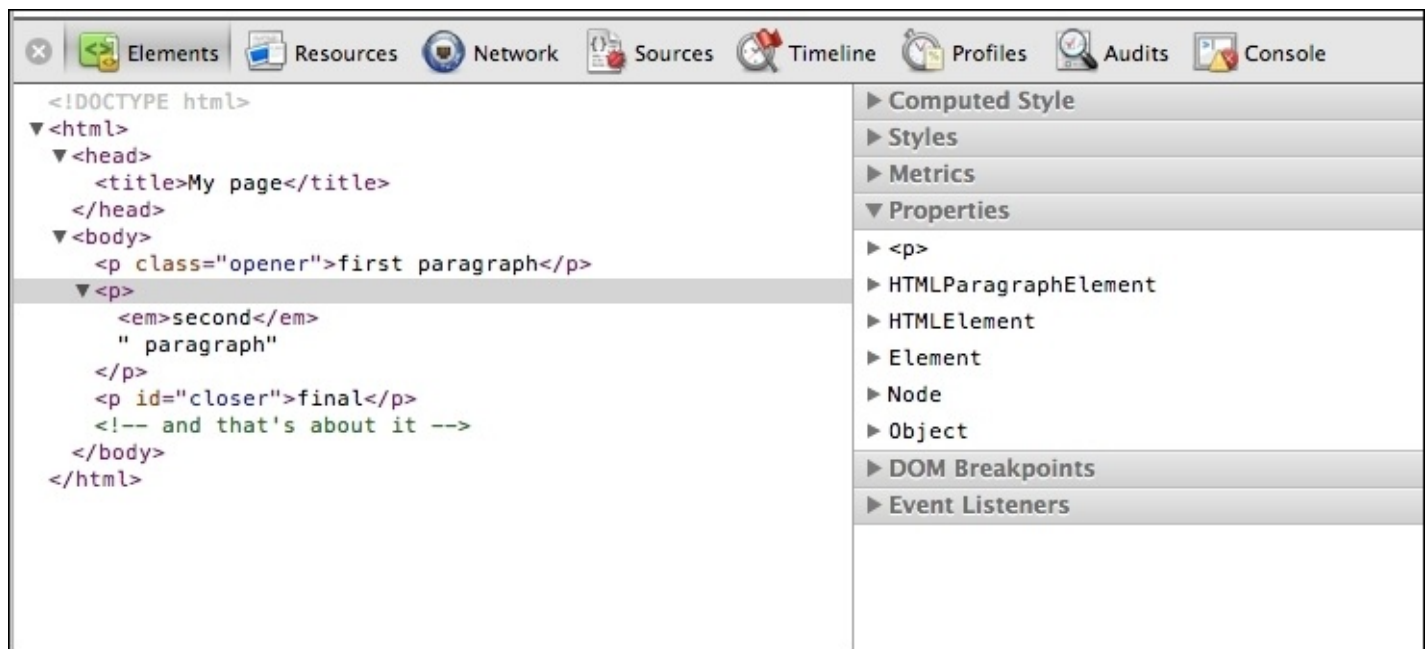 Elements Resources Network Sources Timeline Profiles Audits Console
<!DOCTYPE html>
<html>
<head>
<title>My page</title>
</head>
<body>
<p class="opener">first paragraph</p>
<p>
<em>second</em>
" paragraph"
</p>
<p id="closer">final</p>
<!-- and that's about it -->
</body>
</html>
Computed Style
Styles
Metrics
Properties
<p>
HTMLParagraphElement
HTMLElement
Element
Node
Object
DOM Breakpoints
Event Listeners